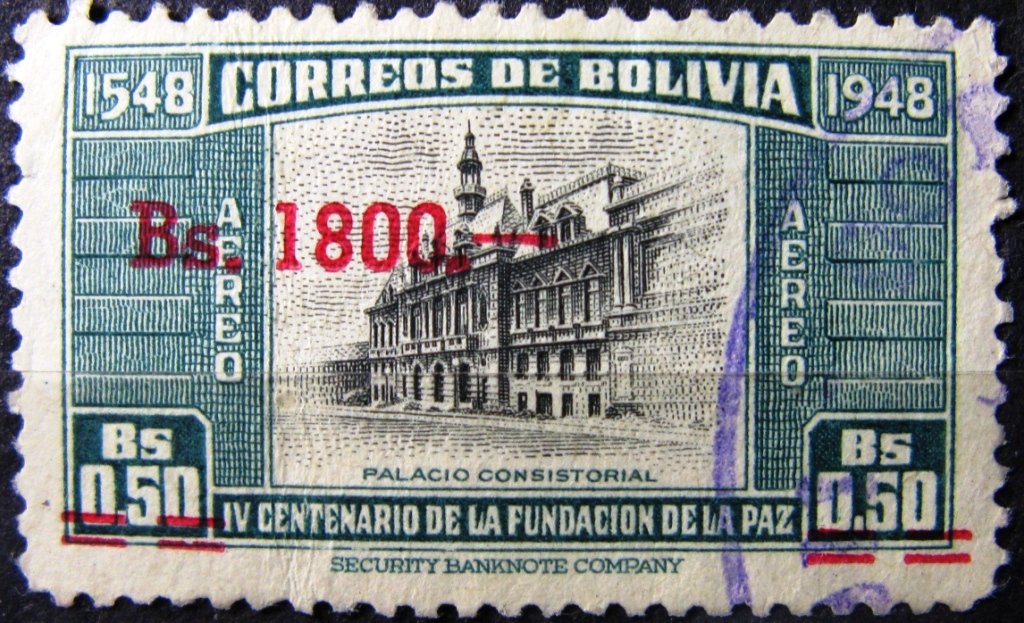 1548 CORREOS DE BOLIVIA 1948
AEREO
Bs. 1800.—
AEREO
PALACIO CONSISTORIAL
Bs
0.50
IV CENTENARIO DE LA FUNDACION DE LA PAZ
Bs
0.50
SECURITY BANKNOTE COMPANY